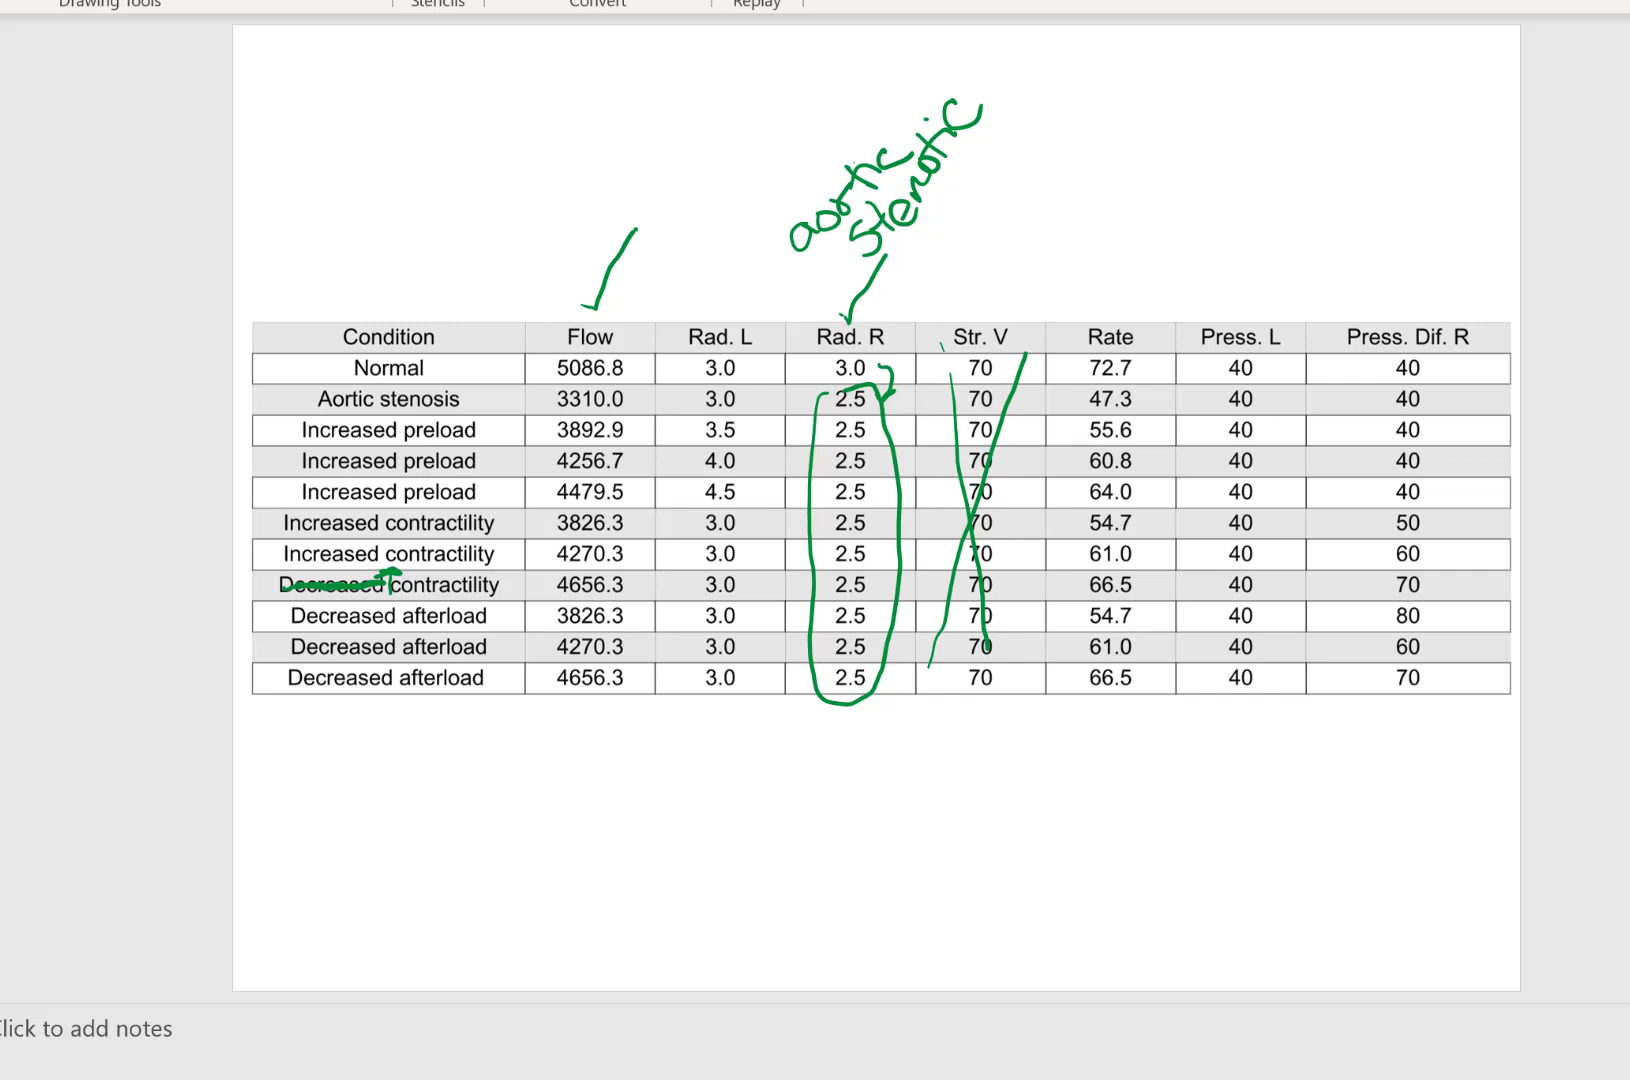 Drawing Tools | Stencils | Convert | Replay |
aortic
stenotic
Condition Flow Rad. L Rad. R Str. V Rate Press. L Press. Dif. R
Normal 5086.8 3.0 3.0 70 72.7 40 40
Aortic stenosis 3310.0 3.0 2.5 70 47.3 40 40
Increased preload 3892.9 3.5 2.5 70 55.6 40 40
Increased preload 4256.7 4.0 2.5 70 60.8 40 40
Increased preload 4479.5 4.5 2.5 70 64.0 40 40
Increased contractility 3826.3 3.0 2.5 70 54.7 40 50
Increased contractility 4270.3 3.0 2.5 70 61.0 40 60
Decreased contractility 4656.3 3.0 2.5 70 66.5 40 70
Decreased afterload 3826.3 3.0 2.5 70 54.7 40 80
Decreased afterload 4270.3 3.0 2.5 70 61.0 40 60
Decreased afterload 4656.3 3.0 2.5 70 66.5 40 70
lick to add notes